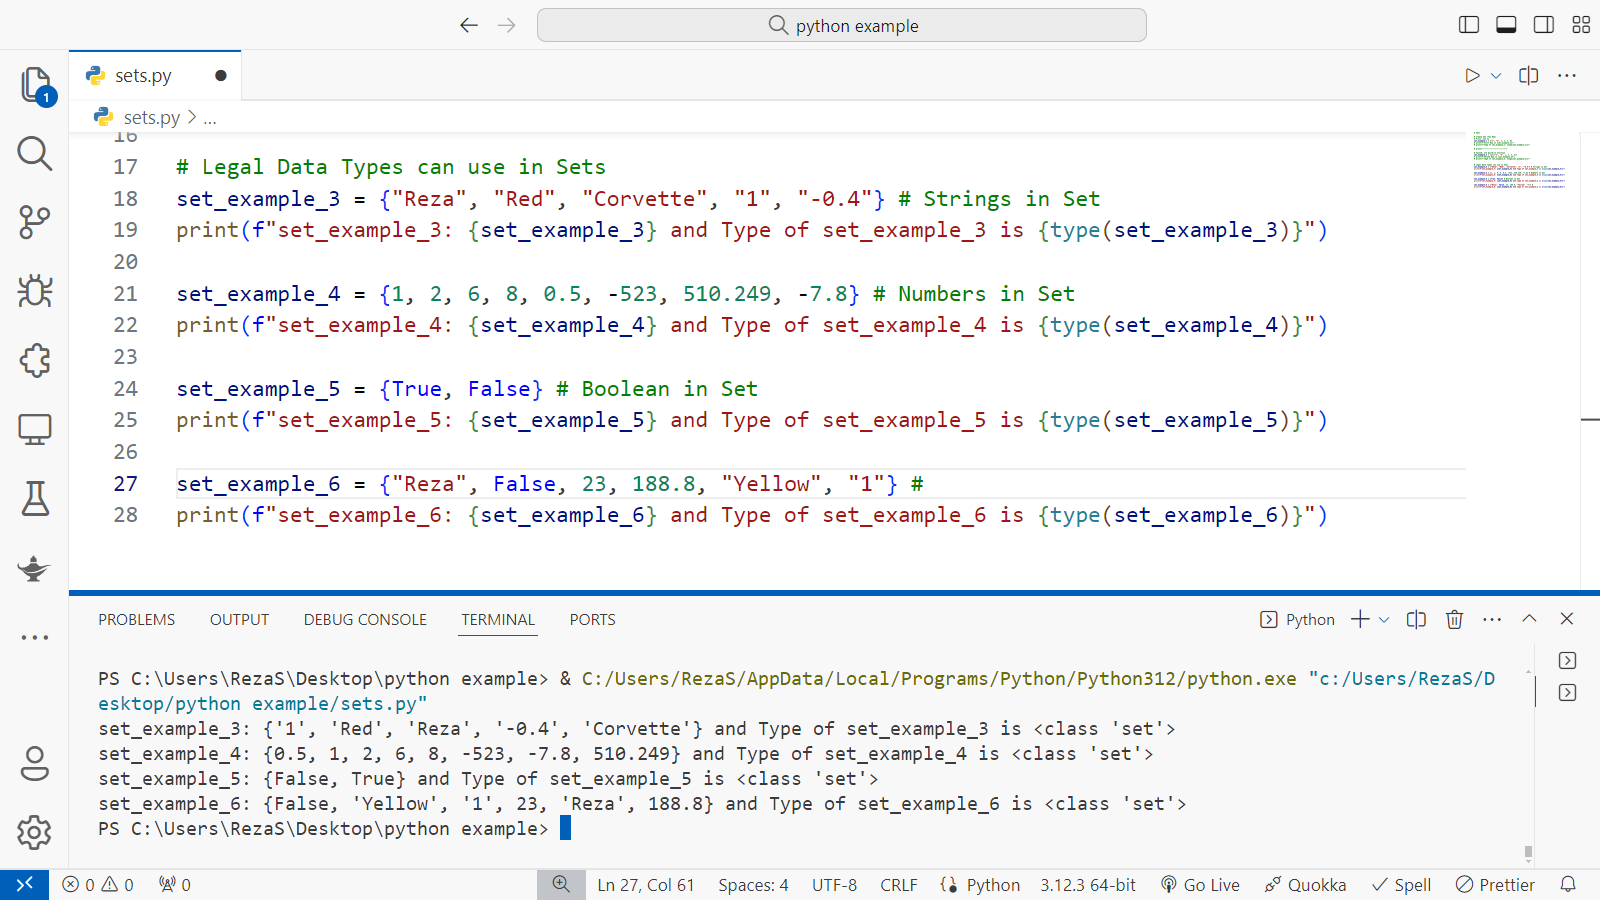 python example
sets.py
1
sets.py > ...
16
17 # Legal Data Types can use in Sets
18 set_example_3 = {"Reza", "Red", "Corvette", "1", "-0.4"} # Strings in Set
19 print(f"set_example_3: {set_example_3} and Type of set_example_3 is {type(set_example_3)}")
20
21 set_example_4 = {1, 2, 6, 8, 0.5, -523, 510.249, -7.8} # Numbers in Set
22 print(f"set_example_4: {set_example_4} and Type of set_example_4 is {type(set_example_4)}")
23
24 set_example_5 = {True, False} # Boolean in Set
25 print(f"set_example_5: {set_example_5} and Type of set_example_5 is {type(set_example_5)}")
26
27 set_example_6 = {"Reza", False, 23, 188.8, "Yellow", "1"} #
28 print(f"set_example_6: {set_example_6} and Type of set_example_6 is {type(set_example_6)}")
PROBLEMS OUTPUT DEBUG CONSOLE TERMINAL PORTS Python
PS C:\Users\RezaS\Desktop\python example> & C:/Users/RezaS/AppData/Local/Programs/Python/Python312/python.exe "c:/Users/RezaS/D
esktop/python example/sets.py"
set_example_3: {'1', 'Red', 'Reza', '-0.4', 'Corvette'} and Type of set_example_3 is <class 'set'>
set_example_4: {0.5, 1, 2, 6, 8, -523, -7.8, 510.249} and Type of set_example_4 is <class 'set'>
set_example_5: {False, True} and Type of set_example_5 is <class 'set'>
set_example_6: {False, 'Yellow', '1', 23, 'Reza', 188.8} and Type of set_example_6 is <class 'set'>
PS C:\Users\RezaS\Desktop\python example>
0 0 0 Ln 27, Col 61 Spaces: 4 UTF-8 CRLF {} Python 3.12.3 64-bit Go Live Quokka Spell Prettier